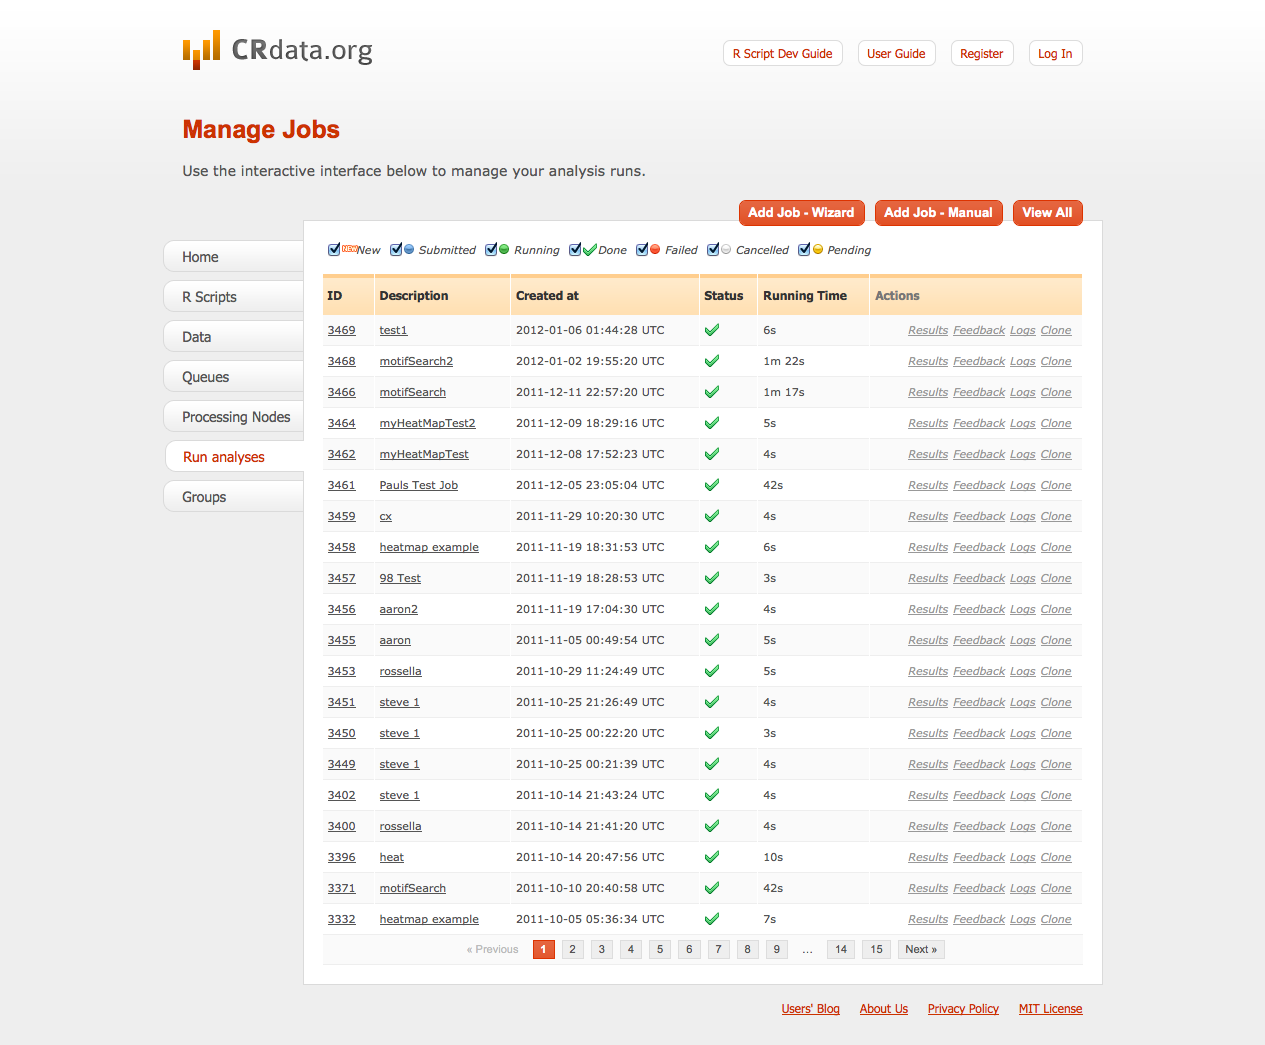 CRdata.org
R Script Dev Guide User Guide Register Log In
Manage Jobs
Use the interactive interface below to manage your analysis runs.
Add Job - Wizard Add Job - Manual View All
Home
R Scripts
Data
Queues
Processing Nodes
Run analyses
Groups
NEW New Submitted Running Done Failed Cancelled Pending
ID Description Created at Status Running Time Actions
3469 test1 2012-01-06 01:44:28 UTC 6s Results Feedback Logs Clone
3468 motifSearch2 2012-01-02 19:55:20 UTC 1m 22s Results Feedback Logs Clone
3466 motifSearch 2011-12-11 22:57:20 UTC 1m 17s Results Feedback Logs Clone
3464 myHeatMapTest2 2011-12-09 18:29:16 UTC 5s Results Feedback Logs Clone
3462 myHeatMapTest 2011-12-08 17:52:23 UTC 4s Results Feedback Logs Clone
3461 Pauls Test Job 2011-12-05 23:05:04 UTC 42s Results Feedback Logs Clone
3459 cx 2011-11-29 10:20:30 UTC 4s Results Feedback Logs Clone
3458 heatmap example 2011-11-19 18:31:53 UTC 6s Results Feedback Logs Clone
3457 98 Test 2011-11-19 18:28:53 UTC 3s Results Feedback Logs Clone
3456 aaron2 2011-11-19 17:04:30 UTC 4s Results Feedback Logs Clone
3455 aaron 2011-11-05 00:49:54 UTC 5s Results Feedback Logs Clone
3453 rossella 2011-10-29 11:24:49 UTC 5s Results Feedback Logs Clone
3451 steve 1 2011-10-25 21:26:49 UTC 4s Results Feedback Logs Clone
3450 steve 1 2011-10-25 00:22:20 UTC 3s Results Feedback Logs Clone
3449 steve 1 2011-10-25 00:21:39 UTC 4s Results Feedback Logs Clone
3402 steve 1 2011-10-14 21:43:24 UTC 4s Results Feedback Logs Clone
3400 rossella 2011-10-14 21:41:20 UTC 4s Results Feedback Logs Clone
3396 heat 2011-10-14 20:47:56 UTC 10s Results Feedback Logs Clone
3371 motifSearch 2011-10-10 20:40:58 UTC 42s Results Feedback Logs Clone
3332 heatmap example 2011-10-05 05:36:34 UTC 7s Results Feedback Logs Clone
« Previous 1 2 3 4 5 6 7 8 9 … 14 15 Next »
Users' Blog About Us Privacy Policy MIT License